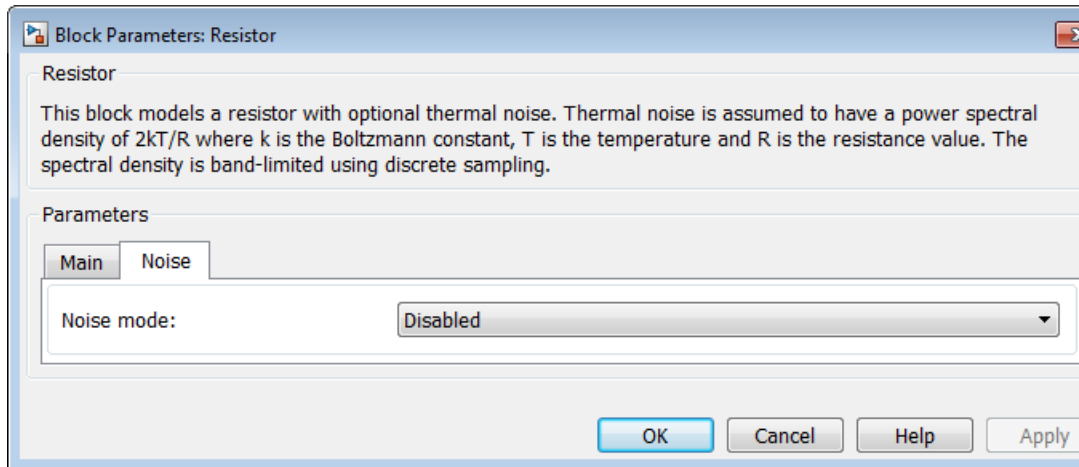 Block Parameters: Resistor
Resistor
This block models a resistor with optional thermal noise. Thermal noise is assumed to have a power spectral
density of 2kT/R where k is the Boltzmann constant, T is the temperature and R is the resistance value. The
spectral density is band-limited using discrete sampling.
Parameters
Main Noise
Noise mode: Disabled
OK Cancel Help Apply